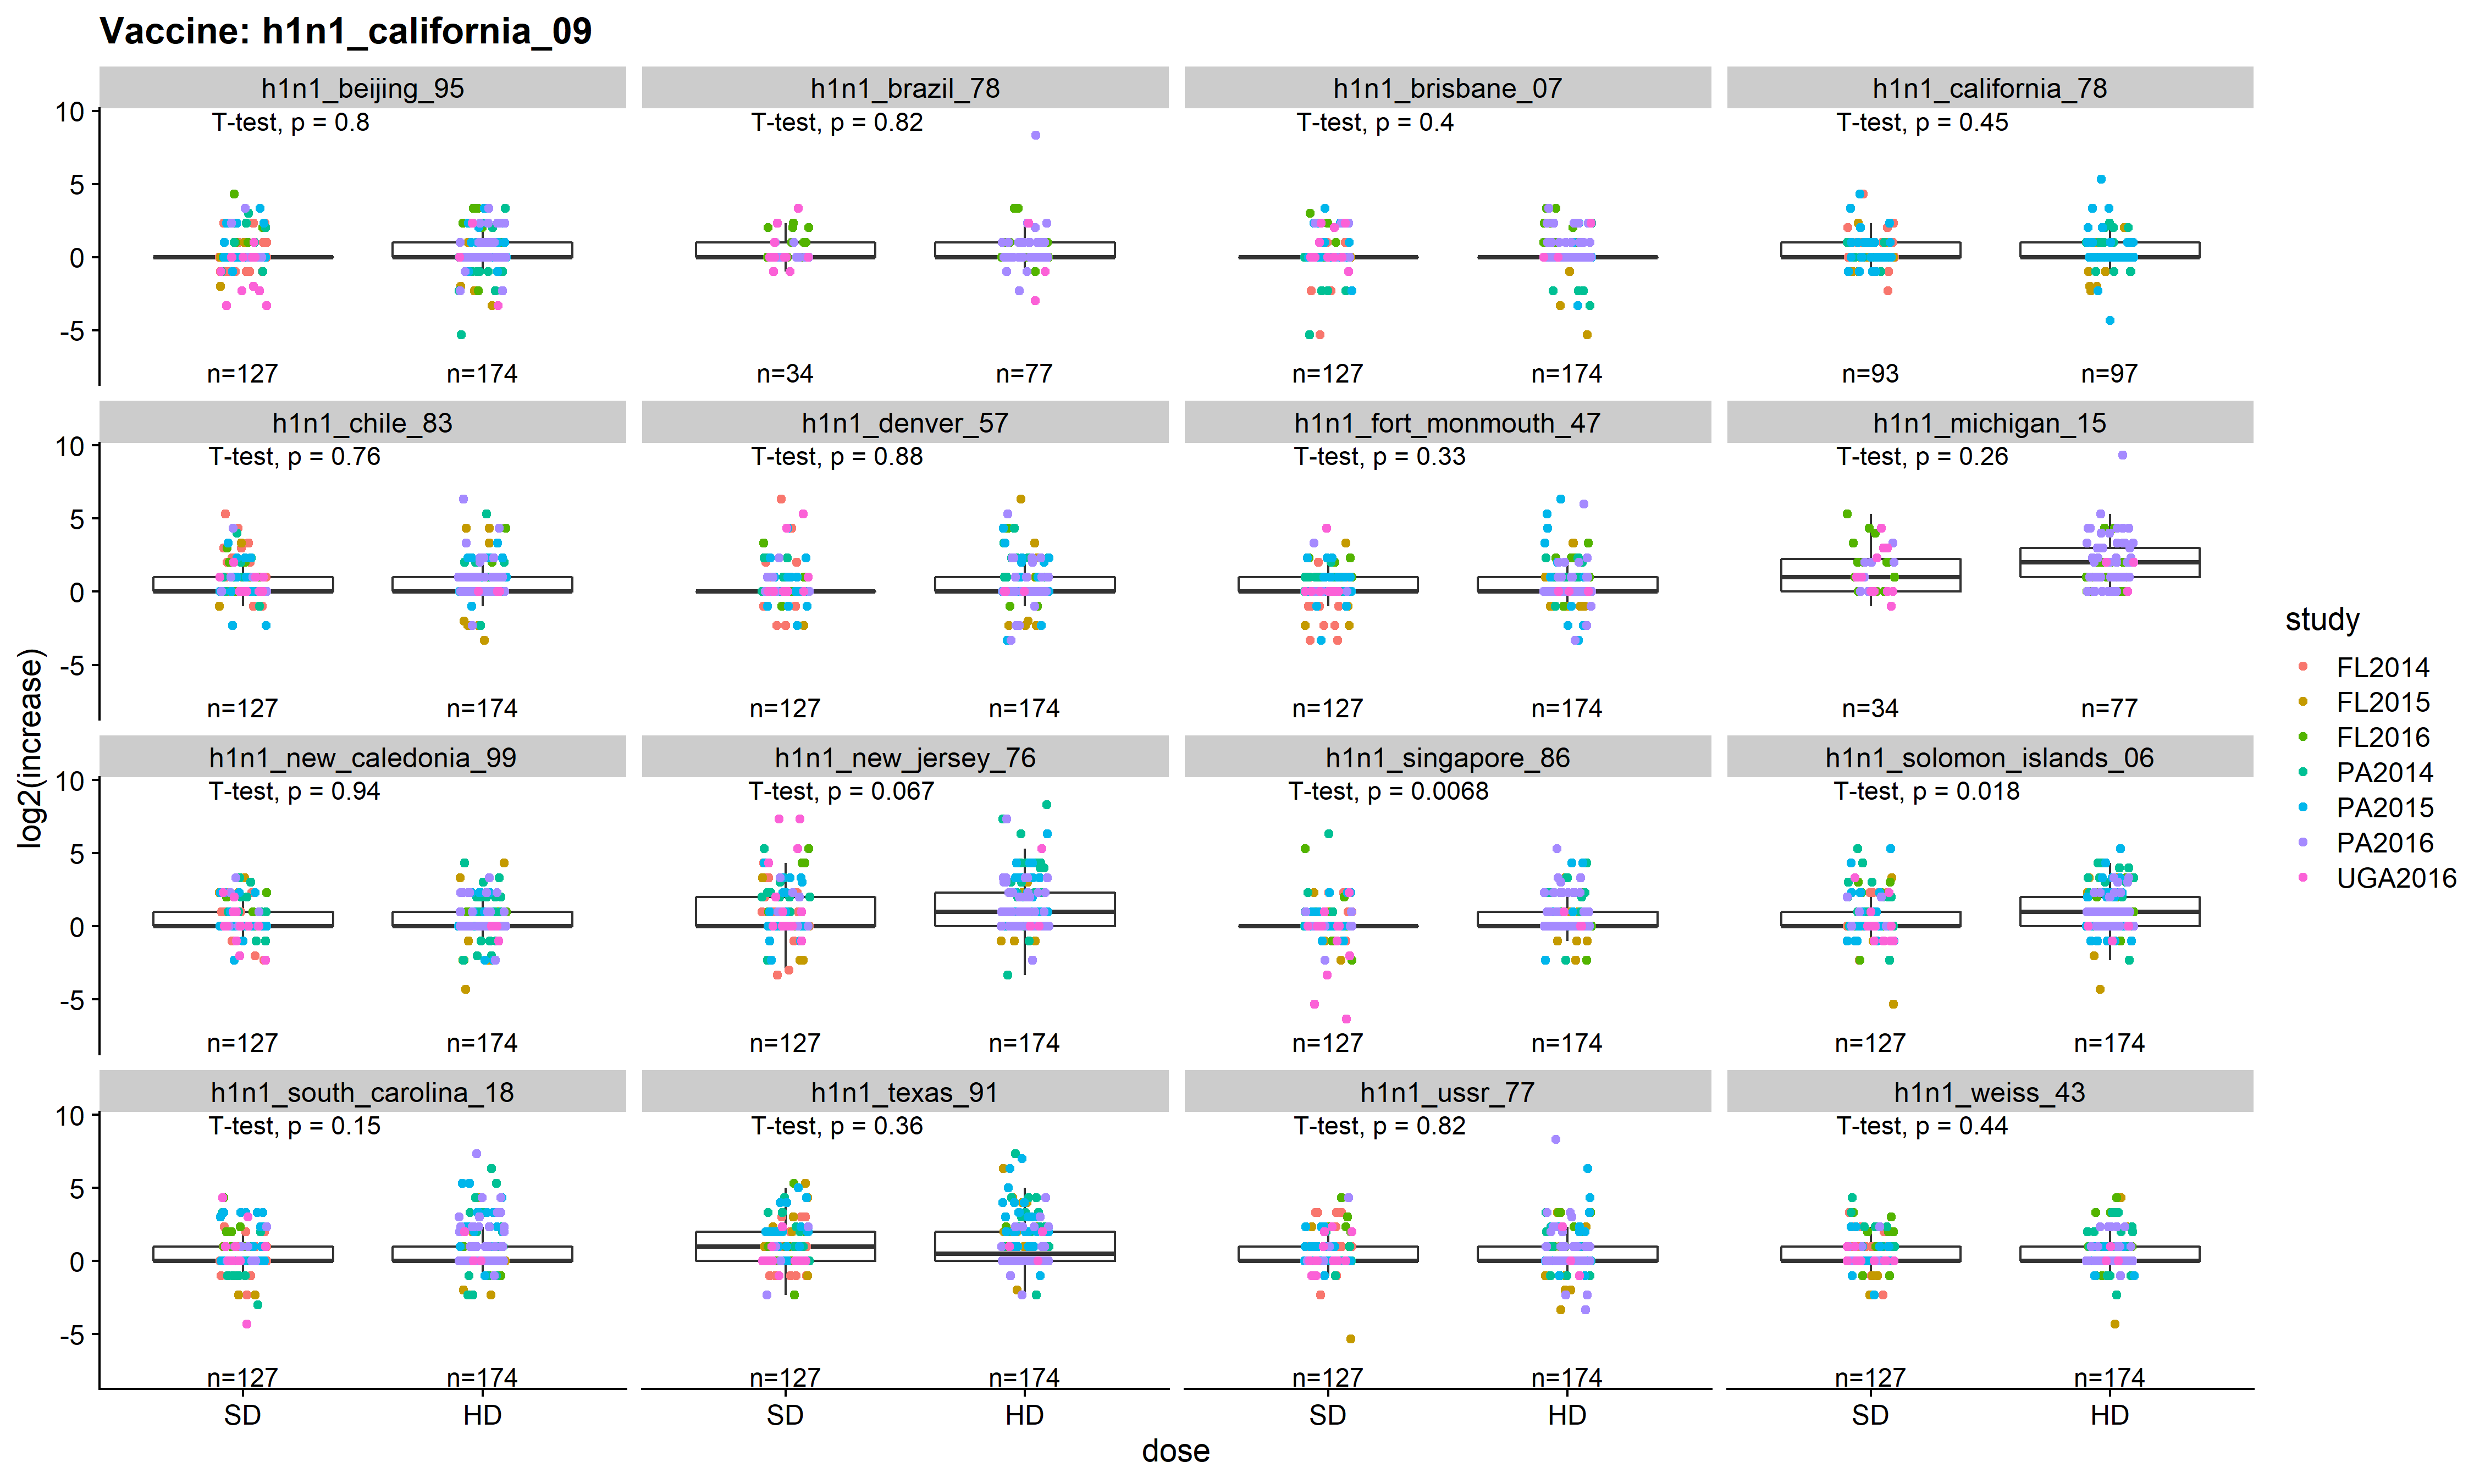 Vaccine: h1n1_california_09
h1n1_beijing_95 h1n1_brazil_78 h1n1_brisbane_07 h1n1_california_78
10 T-test, p = 0.8 T-test, p = 0.82 T-test, p = 0.4 T-test, p = 0.45
5
0
-5
n=127 n=174 n=34 n=77 n=127 n=174 n=93 n=97
h1n1_chile_83 h1n1_denver_57 h1n1_fort_monmouth_47 h1n1_michigan_15
10 T-test, p = 0.76 T-test, p = 0.88 T-test, p = 0.33 T-test, p = 0.26
5
0
-5
n=127 n=174 n=127 n=174 n=127 n=174 n=34 n=77
h1n1_new_caledonia_99 h1n1_new_jersey_76 h1n1_singapore_86 h1n1_solomon_islands_06
10 T-test, p = 0.94 T-test, p = 0.067 T-test, p = 0.0068 T-test, p = 0.018
5
0
-5
n=127 n=174 n=127 n=174 n=127 n=174 n=127 n=174
h1n1_south_carolina_18 h1n1_texas_91 h1n1_ussr_77 h1n1_weiss_43
10 T-test, p = 0.15 T-test, p = 0.36 T-test, p = 0.82 T-test, p = 0.44
5
0
-5
n=127 n=174 n=127 n=174 n=127 n=174 n=127 n=174
SD HD SD HD SD HD SD HD
dose
log2(increase)
study
FL2014
FL2015
FL2016
PA2014
PA2015
PA2016
UGA2016